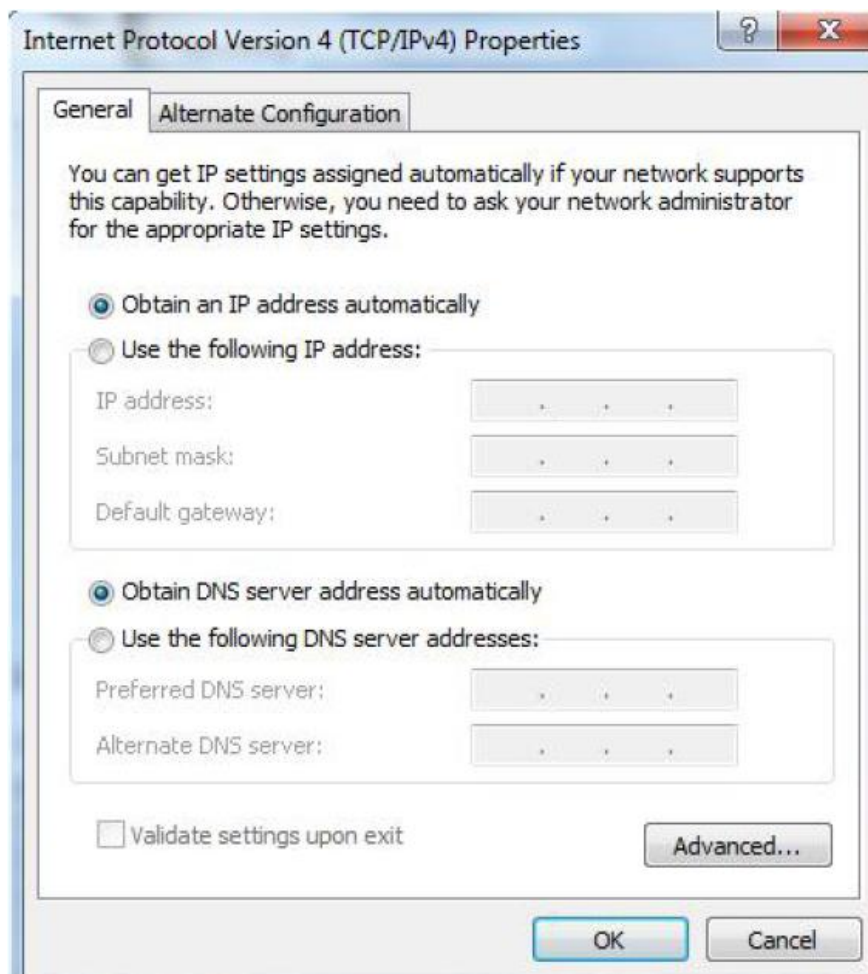 Internet Protocol Version 4 (TCP/IPv4) Properties
General
Alternate Configuration
You can get IP settings assigned automatically if your network supports
this capability. Otherwise, you need to ask your network administrator
for the appropriate IP settings.
Obtain an IP address automatically
Use the following IP address:
IP address:
Subnet mask:
Default gateway:
Obtain DNS server address automatically
Use the following DNS server addresses:
Preferred DNS server:
Alternate DNS server:
Validate settings upon exit
Advanced...
OK
Cancel